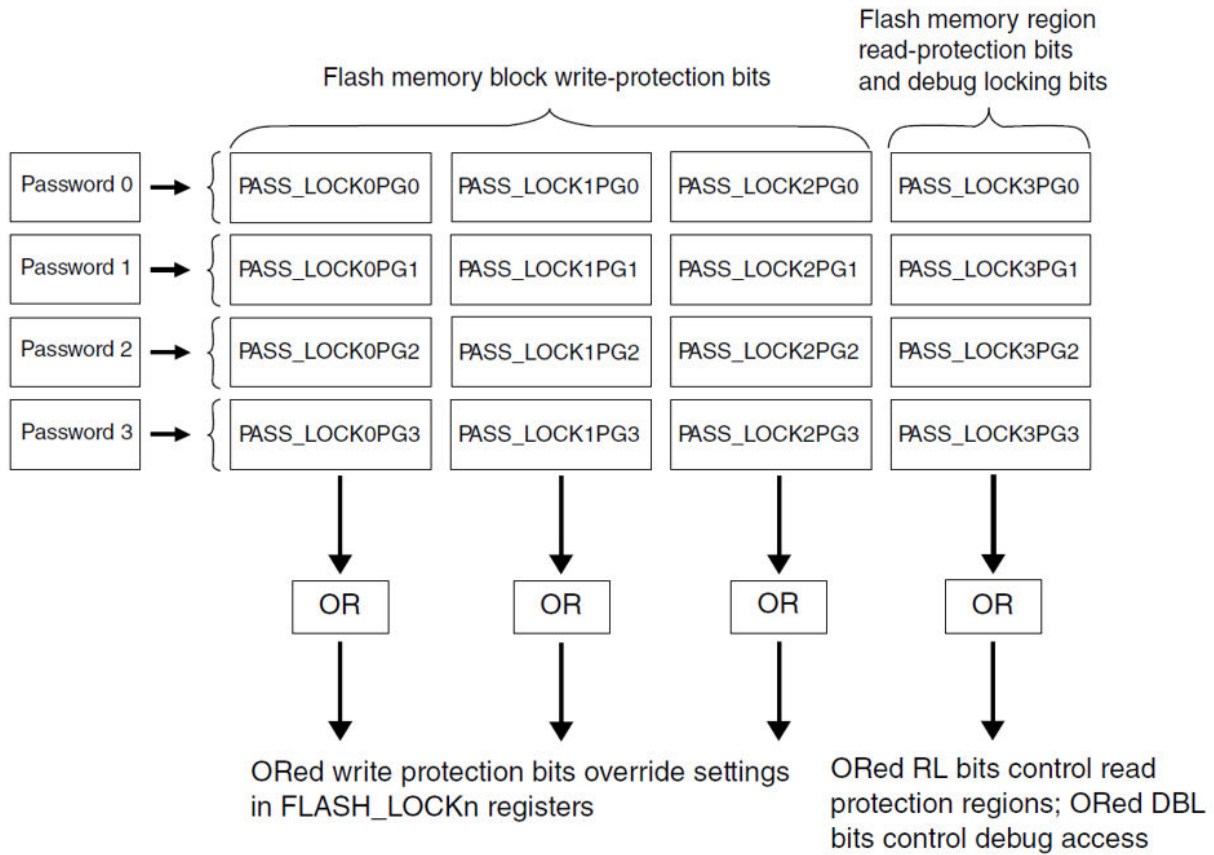 Flash memory region
read-protection bits
and debug locking bits
Flash memory block write-protection bits
Password 0
PASS_LOCK0PG0
PASS_LOCK1PG0
PASS_LOCK2PG0
PASS_LOCK3PG0
Password 1
PASS_LOCK0PG1
PASS_LOCK1PG1
PASS_LOCK2PG1
PASS_LOCK3PG1
Password 2
PASS_LOCK0PG2
PASS_LOCK1PG2
PASS_LOCK2PG2
PASS_LOCK3PG2
Password 3
PASS_LOCK0PG3
PASS_LOCK1PG3
PASS_LOCK2PG3
PASS_LOCK3PG3
OR
OR
OR
OR
ORed write protection bits override settings
in FLASH_LOCKn registers
ORed RL bits control read
protection regions; ORed DBL
bits control debug access